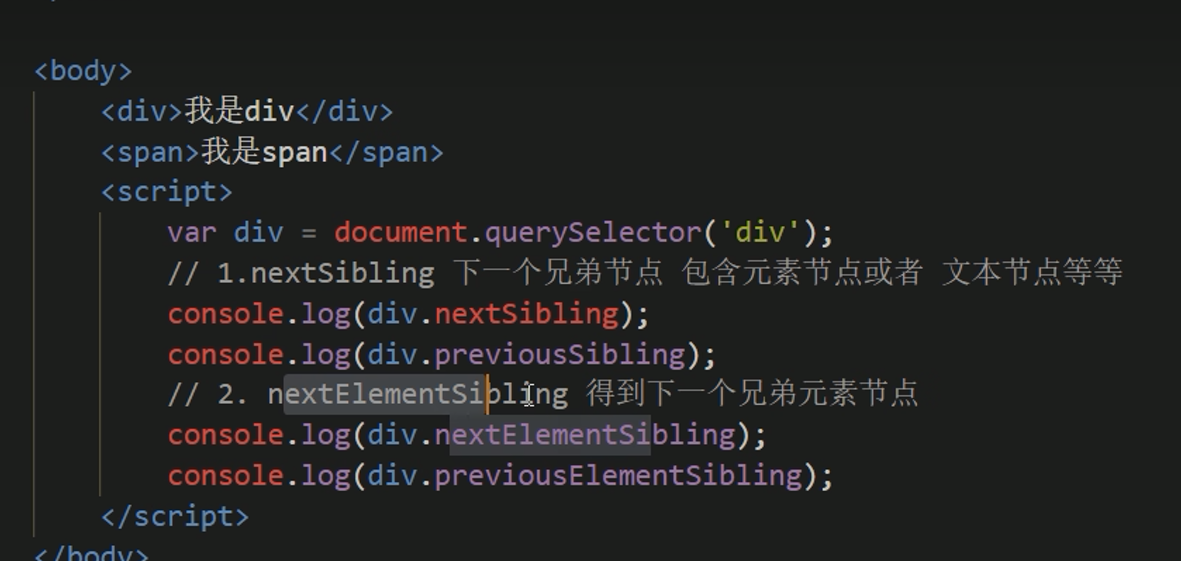 <body>
<div>我是div</div>
<span>我是span</span>
<script>
var div = document.querySelector('div');
// 1.nextSibling 下一个兄弟节点 包含元素节点或者 文本节点等等
console.log(div.nextSibling);
console.log(div.previousSibling);
// 2. nextElementSibling 得到下一个兄弟元素节点
console.log(div.nextElementSibling);
console.log(div.previousElementSibling);
</script>
</body>